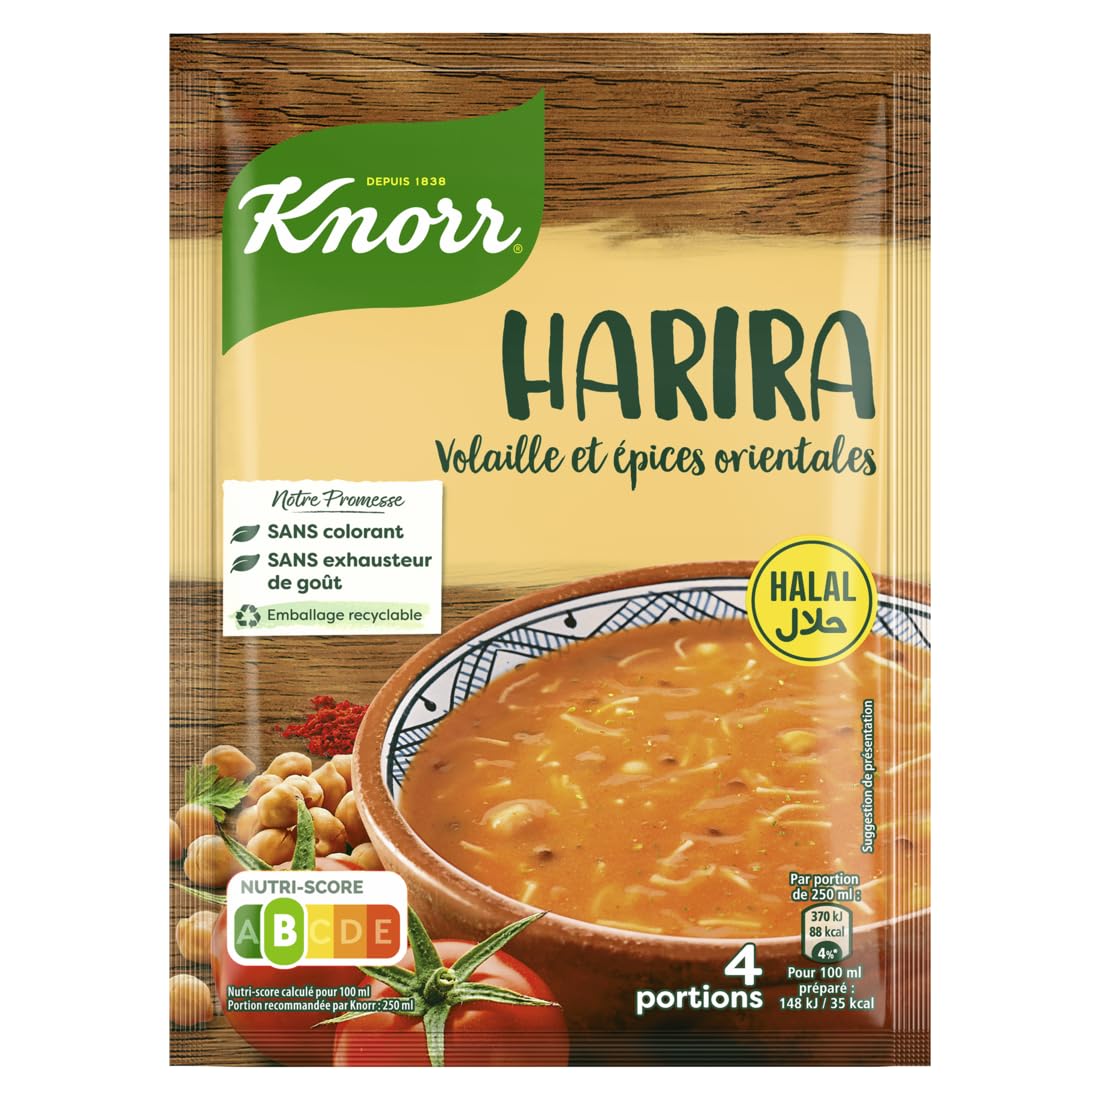 DEPUIS 1838
Knorr®
HARIRA
Volaille et épices orientales
Notre Promesse
SANS colorant
SANS exhausteur
de goût
Emballage recyclable
HALAL
حلال
Suggestion de présentation
NUTRI-SCORE
A B C D E
Nutri-score calculé pour 100 ml
Portion recommandée par Knorr : 250 ml
4
portions
Par portion
de 250 ml :
370 kJ
88 kcal
4%*
Pour 100 ml
préparé :
148 kJ / 35 kcal